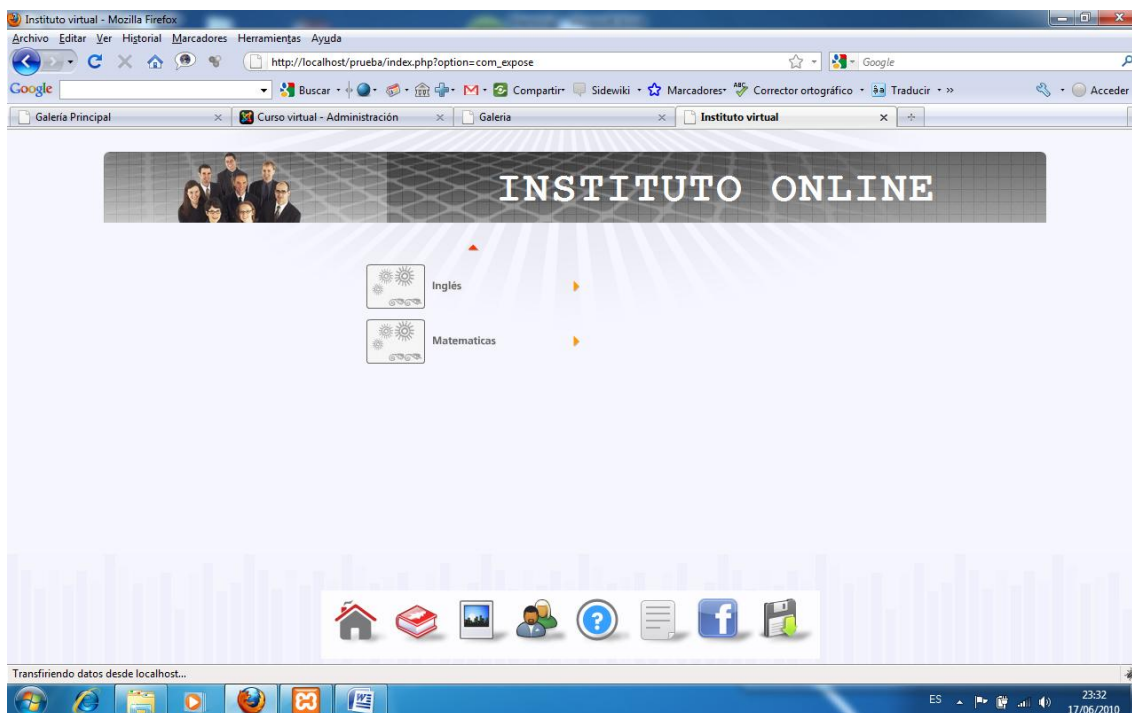 Instituto virtual - Mozilla Firefox
Archivo Editar Ver Historial Marcadores Herramientas Ayuda
http://localhost/prueba/index.php?option=com_expose Google
Google Buscar Compartir Sidewiki Marcadores Corrector ortográfico Traducir Acceder
Galería Principal Curso virtual - Administración Galeria Instituto virtual
INSTITUTO ONLINE
Inglés
Matematicas
Transfiriendo datos desde localhost...
ES 23:32
17/06/2010